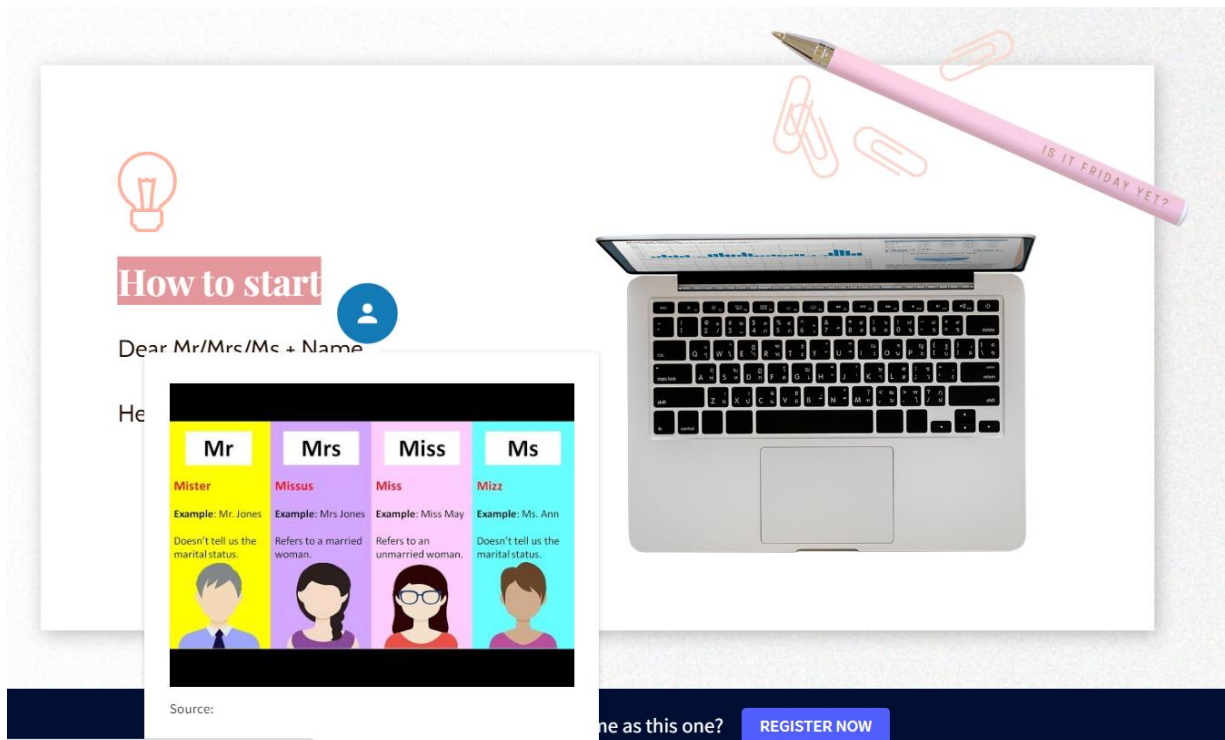 IS IT FRIDAY YET?
How to start
Dear Mr/Mrs/Ms + Name
He
Mr
Mister
Example: Mr. Jones
Doesn't tell us the
marital status.
Mrs
Missus
Example: Mrs Jones
Refers to a married
woman.
Miss
Miss
Example: Miss May
Refers to an
unmarried woman.
Ms
Mizz
Example: Ms. Ann
Doesn't tell us the
marital status.
Source:
me as this one?
REGISTER NOW